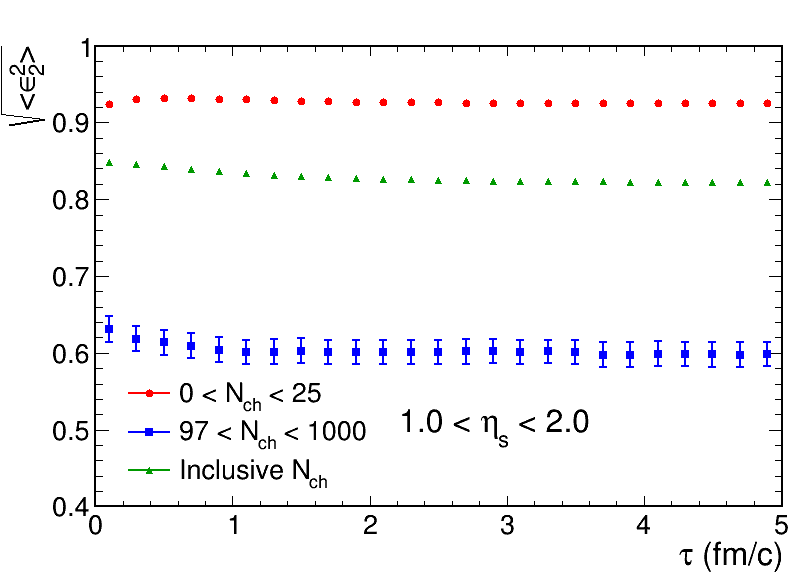 √<ϵ₂²>
1
0.9
0.8
0.7
0.6
0.5
0.4
0 < N_ch < 25
97 < N_ch < 1000
Inclusive N_ch
1.0 < η_s < 2.0
0 1 2 3 4 5
τ (fm/c)